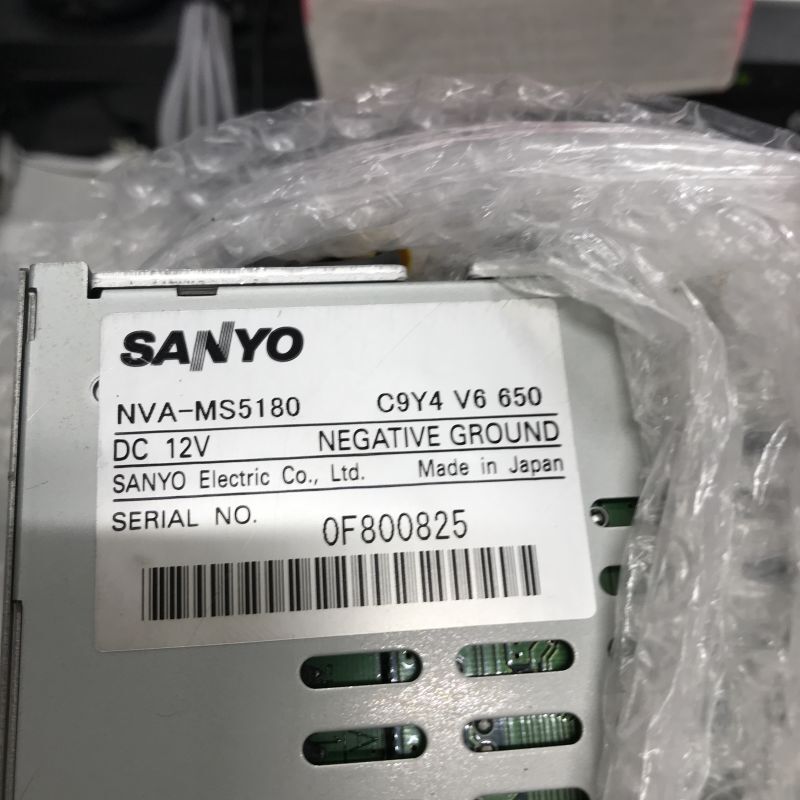 SANYO
NVA-MS5180 C9Y4 V6 650
DC 12V NEGATIVE GROUND
SANYO Electric Co., Ltd. Made in Japan
SERIAL NO. 0F800825